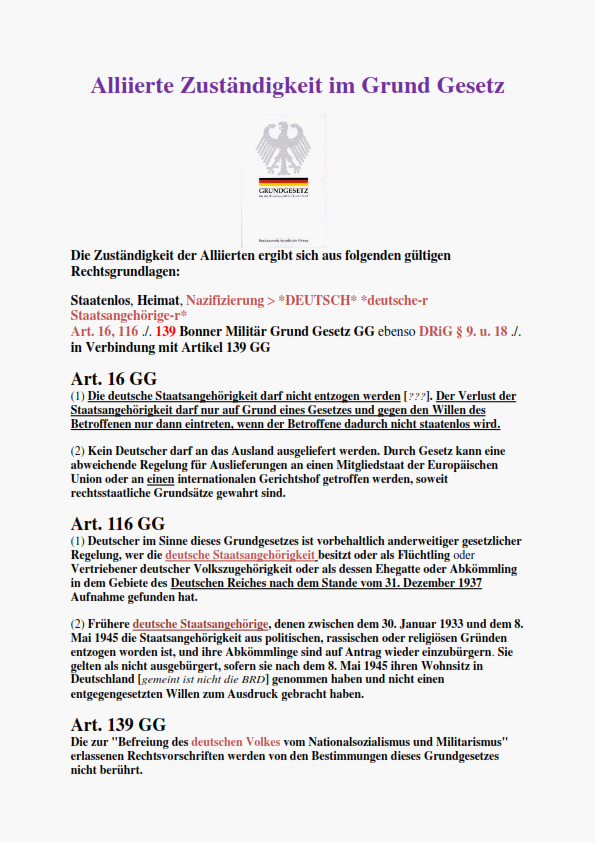 Alliierte Zuständigkeit im Grund Gesetz
GRUNDGESETZ
Die Zuständigkeit der Alliierten ergibt sich aus folgenden gültigen
Rechtsgrundlagen:
Staatenlos, Heimat, Nazifizierung > *DEUTSCH* *deutsche-r
Staatsangehörige-r*
Art. 16, 116 ./. 139 Bonner Militär Grund Gesetz GG ebenso DRiG § 9. u. 18 ./.
in Verbindung mit Artikel 139 GG
Art. 16 GG
(1) Die deutsche Staatsangehörigkeit darf nicht entzogen werden [???]. Der Verlust der
Staatsangehörigkeit darf nur auf Grund eines Gesetzes und gegen den Willen des
Betroffenen nur dann eintreten, wenn der Betroffene dadurch nicht staatenlos wird.
(2) Kein Deutscher darf an das Ausland ausgeliefert werden. Durch Gesetz kann eine
abweichende Regelung für Auslieferungen an einen Mitgliedstaat der Europäischen
Union oder an einen internationalen Gerichtshof getroffen werden, soweit
rechtsstaatliche Grundsätze gewahrt sind.
Art. 116 GG
(1) Deutscher im Sinne dieses Grundgesetzes ist vorbehaltlich anderweitiger gesetzlicher
Regelung, wer die deutsche Staatsangehörigkeit besitzt oder als Flüchtling oder
Vertriebener deutscher Volkszugehörigkeit oder als dessen Ehegatte oder Abkömmling
in dem Gebiete des Deutschen Reiches nach dem Stande vom 31. Dezember 1937
Aufnahme gefunden hat.
(2) Frühere deutsche Staatsangehörige, denen zwischen dem 30. Januar 1933 und dem 8.
Mai 1945 die Staatsangehörigkeit aus politischen, rassischen oder religiösen Gründen
entzogen worden ist, und ihre Abkömmlinge sind auf Antrag wieder einzubürgern. Sie
gelten als nicht ausgebürgert, sofern sie nach dem 8. Mai 1945 ihren Wohnsitz in
Deutschland [gemeint ist nicht die BRD] genommen haben und nicht einen
entgegengesetzten Willen zum Ausdruck gebracht haben.
Art. 139 GG
Die zur "Befreiung des deutschen Volkes vom Nationalsozialismus und Militarismus"
erlassenen Rechtsvorschriften werden von den Bestimmungen dieses Grundgesetzes
nicht berührt.